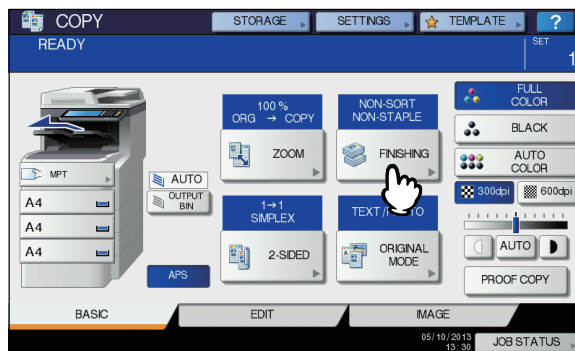 COPY
STORAGE
SETTINGS
TEMPLATE
?
READY
SET
1
100 %
ORG → COPY
ZOOM
NON-SORT
NON-STAPLE
FINISHING
FULL
COLOR
BLACK
AUTO
COLOR
300dpi
600dpi
MPT
A4
A4
A4
AUTO
OUTPUT
BIN
APS
1→1
SIMPLEX
2-SIDED
ORIGINAL
MODE
AUTO
PROOF COPY
BASIC
EDIT
IMAGE
05/10/2013
13:30
JOB STATUS